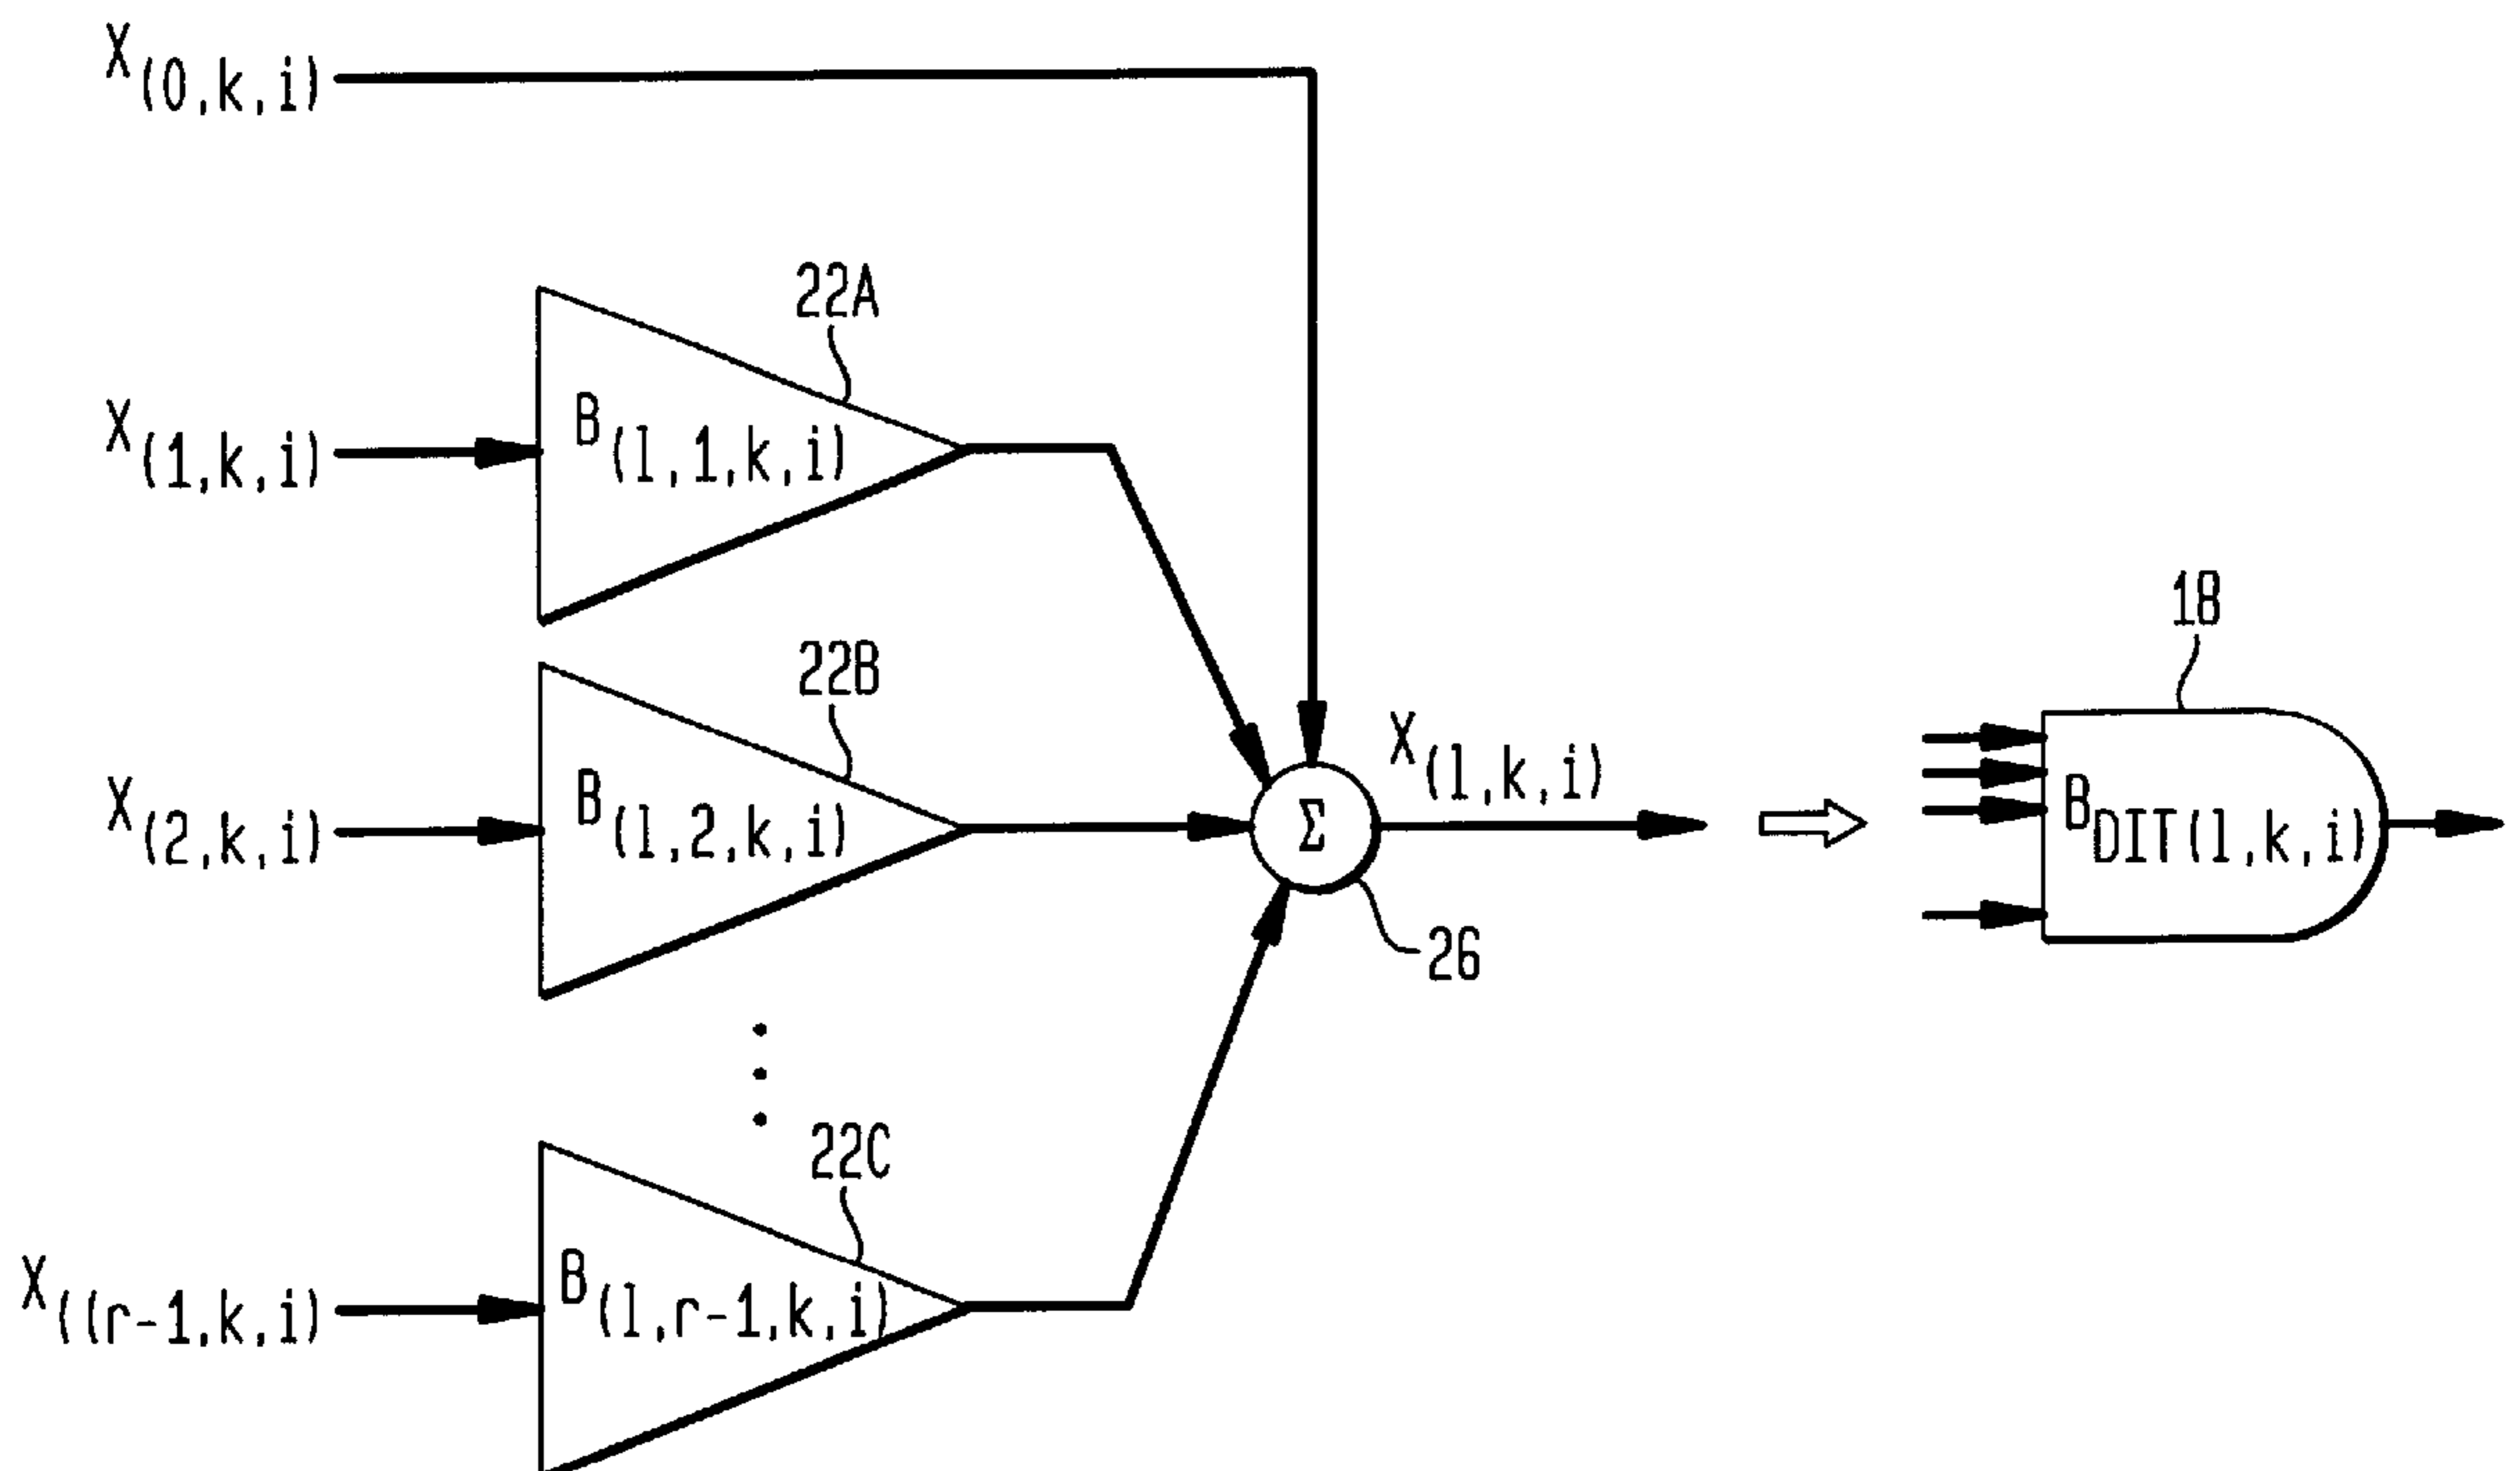 X(0,k,i)
22A
X(1,k,i)
B(l,1,k,i)
22B
X(2,k,i)
B(l,2,k,i)
Σ
X(l,k,i)
26
18
BDIT(l,k,i)
22C
X((r-1,k,i)
B(l,r-1,k,i)